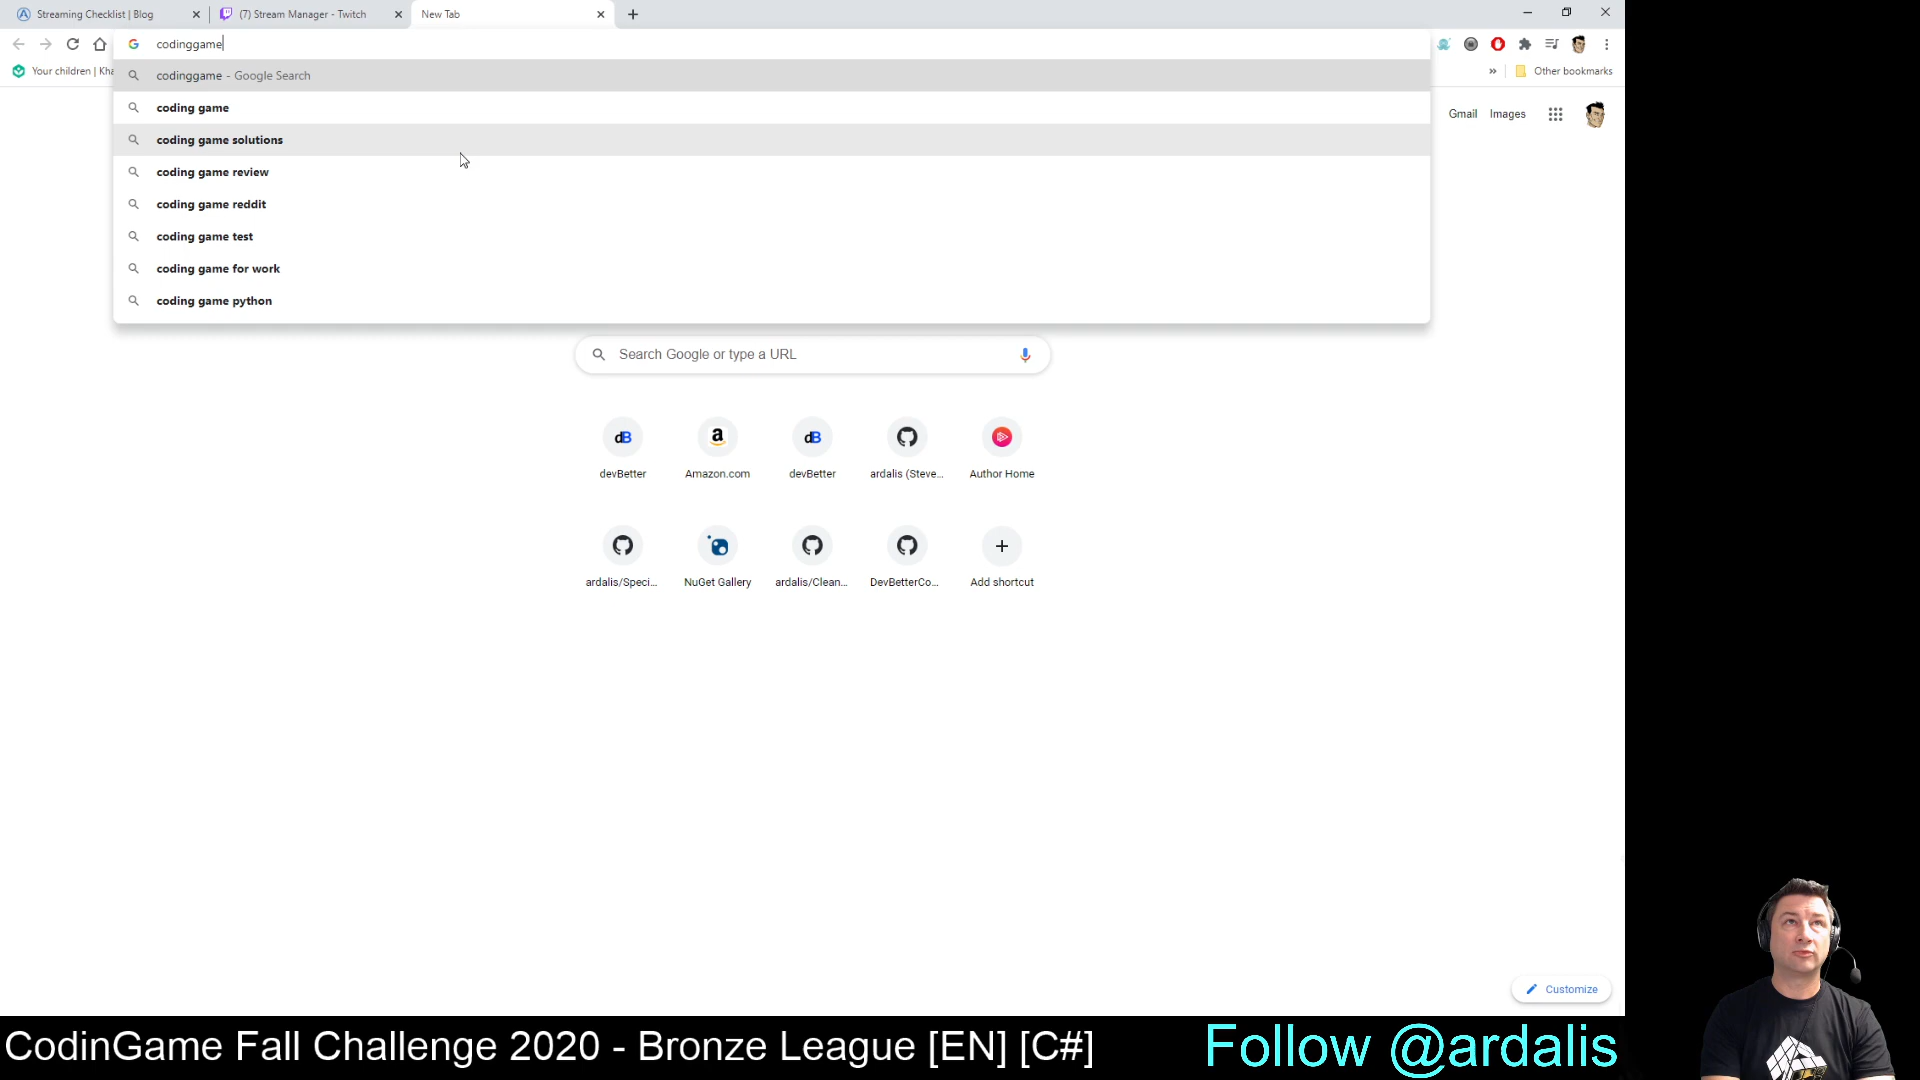 Streaming Checklist | Blog
(7) Stream Manager - Twitch
New Tab
codinggame
Your children | Kha
Other bookmarks
codinggame - Google Search
coding game
coding game solutions
coding game review
coding game reddit
coding game test
coding game for work
coding game python
Gmail
Images
Search Google or type a URL
dB
a
dB
devBetter
Amazon.com
devBetter
ardalis (Steve...
Author Home
ardalis/Speci...
NuGet Gallery
ardalis/Clean...
DevBetterCo...
Add shortcut
Customize
CodinGame Fall Challenge 2020 - Bronze League [EN] [C#]
Follow @ardalis